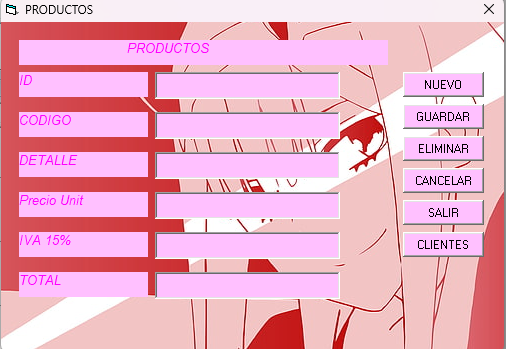 PRODUCTOS
PRODUCTOS
ID
NUEVO
CODIGO
GUARDAR
DETALLE
ELIMINAR
Precio Unit
CANCELAR
SALIR
IVA 15%
CLIENTES
TOTAL